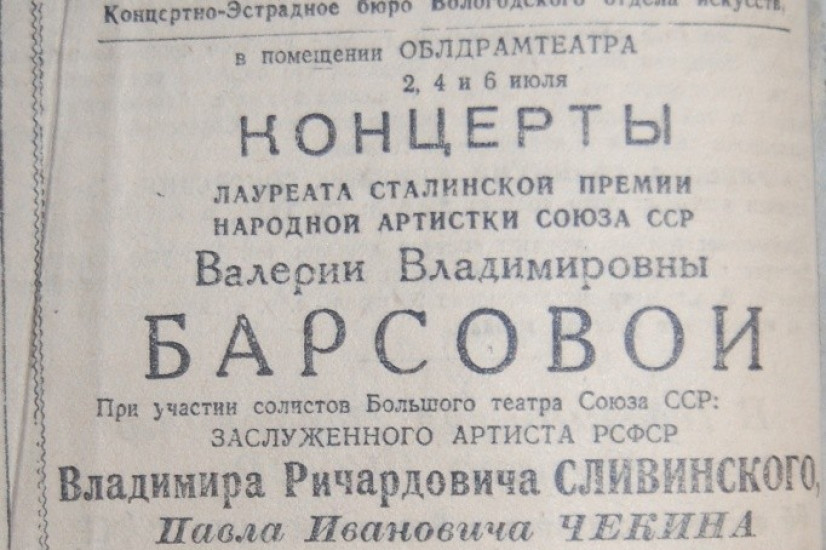 Концертно-Эстрадное бюро Вологодского отдела искусств,
в помещении ОБЛДРАМТЕАТРА
2, 4 и 6 июля
КОНЦЕРТЫ
ЛАУРЕАТА СТАЛИНСКОЙ ПРЕМИИ
НАРОДНОЙ АРТИСТКИ СОЮЗА ССР
Валерии Владимировны
БАРСОВОЙ
При участии солистов Большого театра Союза ССР:
ЗАСЛУЖЕННОГО АРТИСТА РСФСР
Владимира Ричардовича СЛИВИНСКОГО,
Павла Ивановича ЧЕКИНА